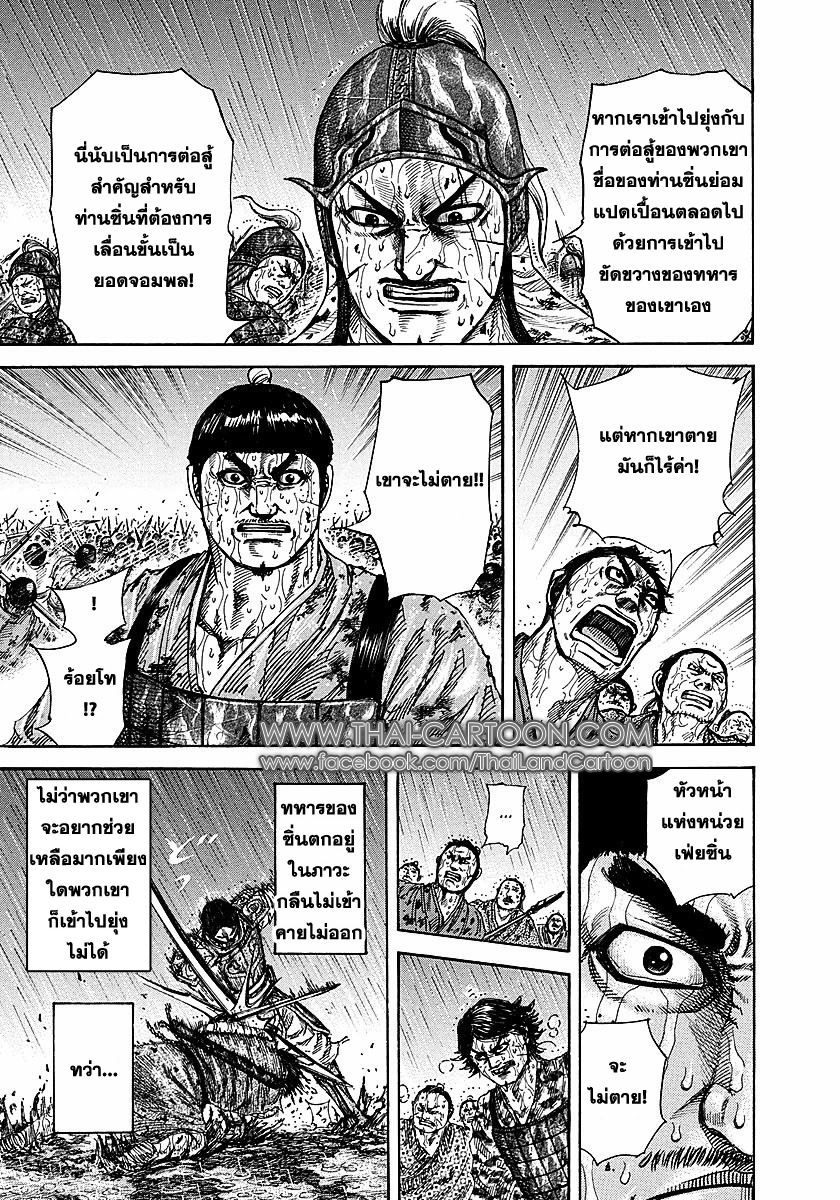 หากเราเข้าไปยุ่งกับ
การต่อสู้ของพวกเขา
ชื่อของท่านซิ่นย่อม
แปดเปื้อนตลอดไป
ด้วยการเข้าไป
ขัดขวางของทหาร
ของเขาเอง
นี่นับเป็นการต่อสู้
สำคัญสำหรับ
ท่านซิ่นที่ต้องการ
เลื่อนขั้นเป็น
ยอดจอมพล!
แต่หากเขาตาย
มันก็ไร้ค่า!
เขาจะไม่ตาย!!
!
ร้อยโท
!?
WWW.THAI-CARTOON.COM
www.facebook.com/ThaiLandCartoon
หัวหน้า
แห่งหน่วย
เฟยซิ่น
จะ
ไม่ตาย!
...
ทหารของ
ซิ่นตกอยู่
ในภาวะ
กลืนไม่เข้า
คายไม่ออก
ไม่ว่าพวกเขา
จะอยากช่วย
เหลือมากเพียง
ใดพวกเขา
ก็เข้าไปยุ่ง
ไม่ได้
ทว่า...